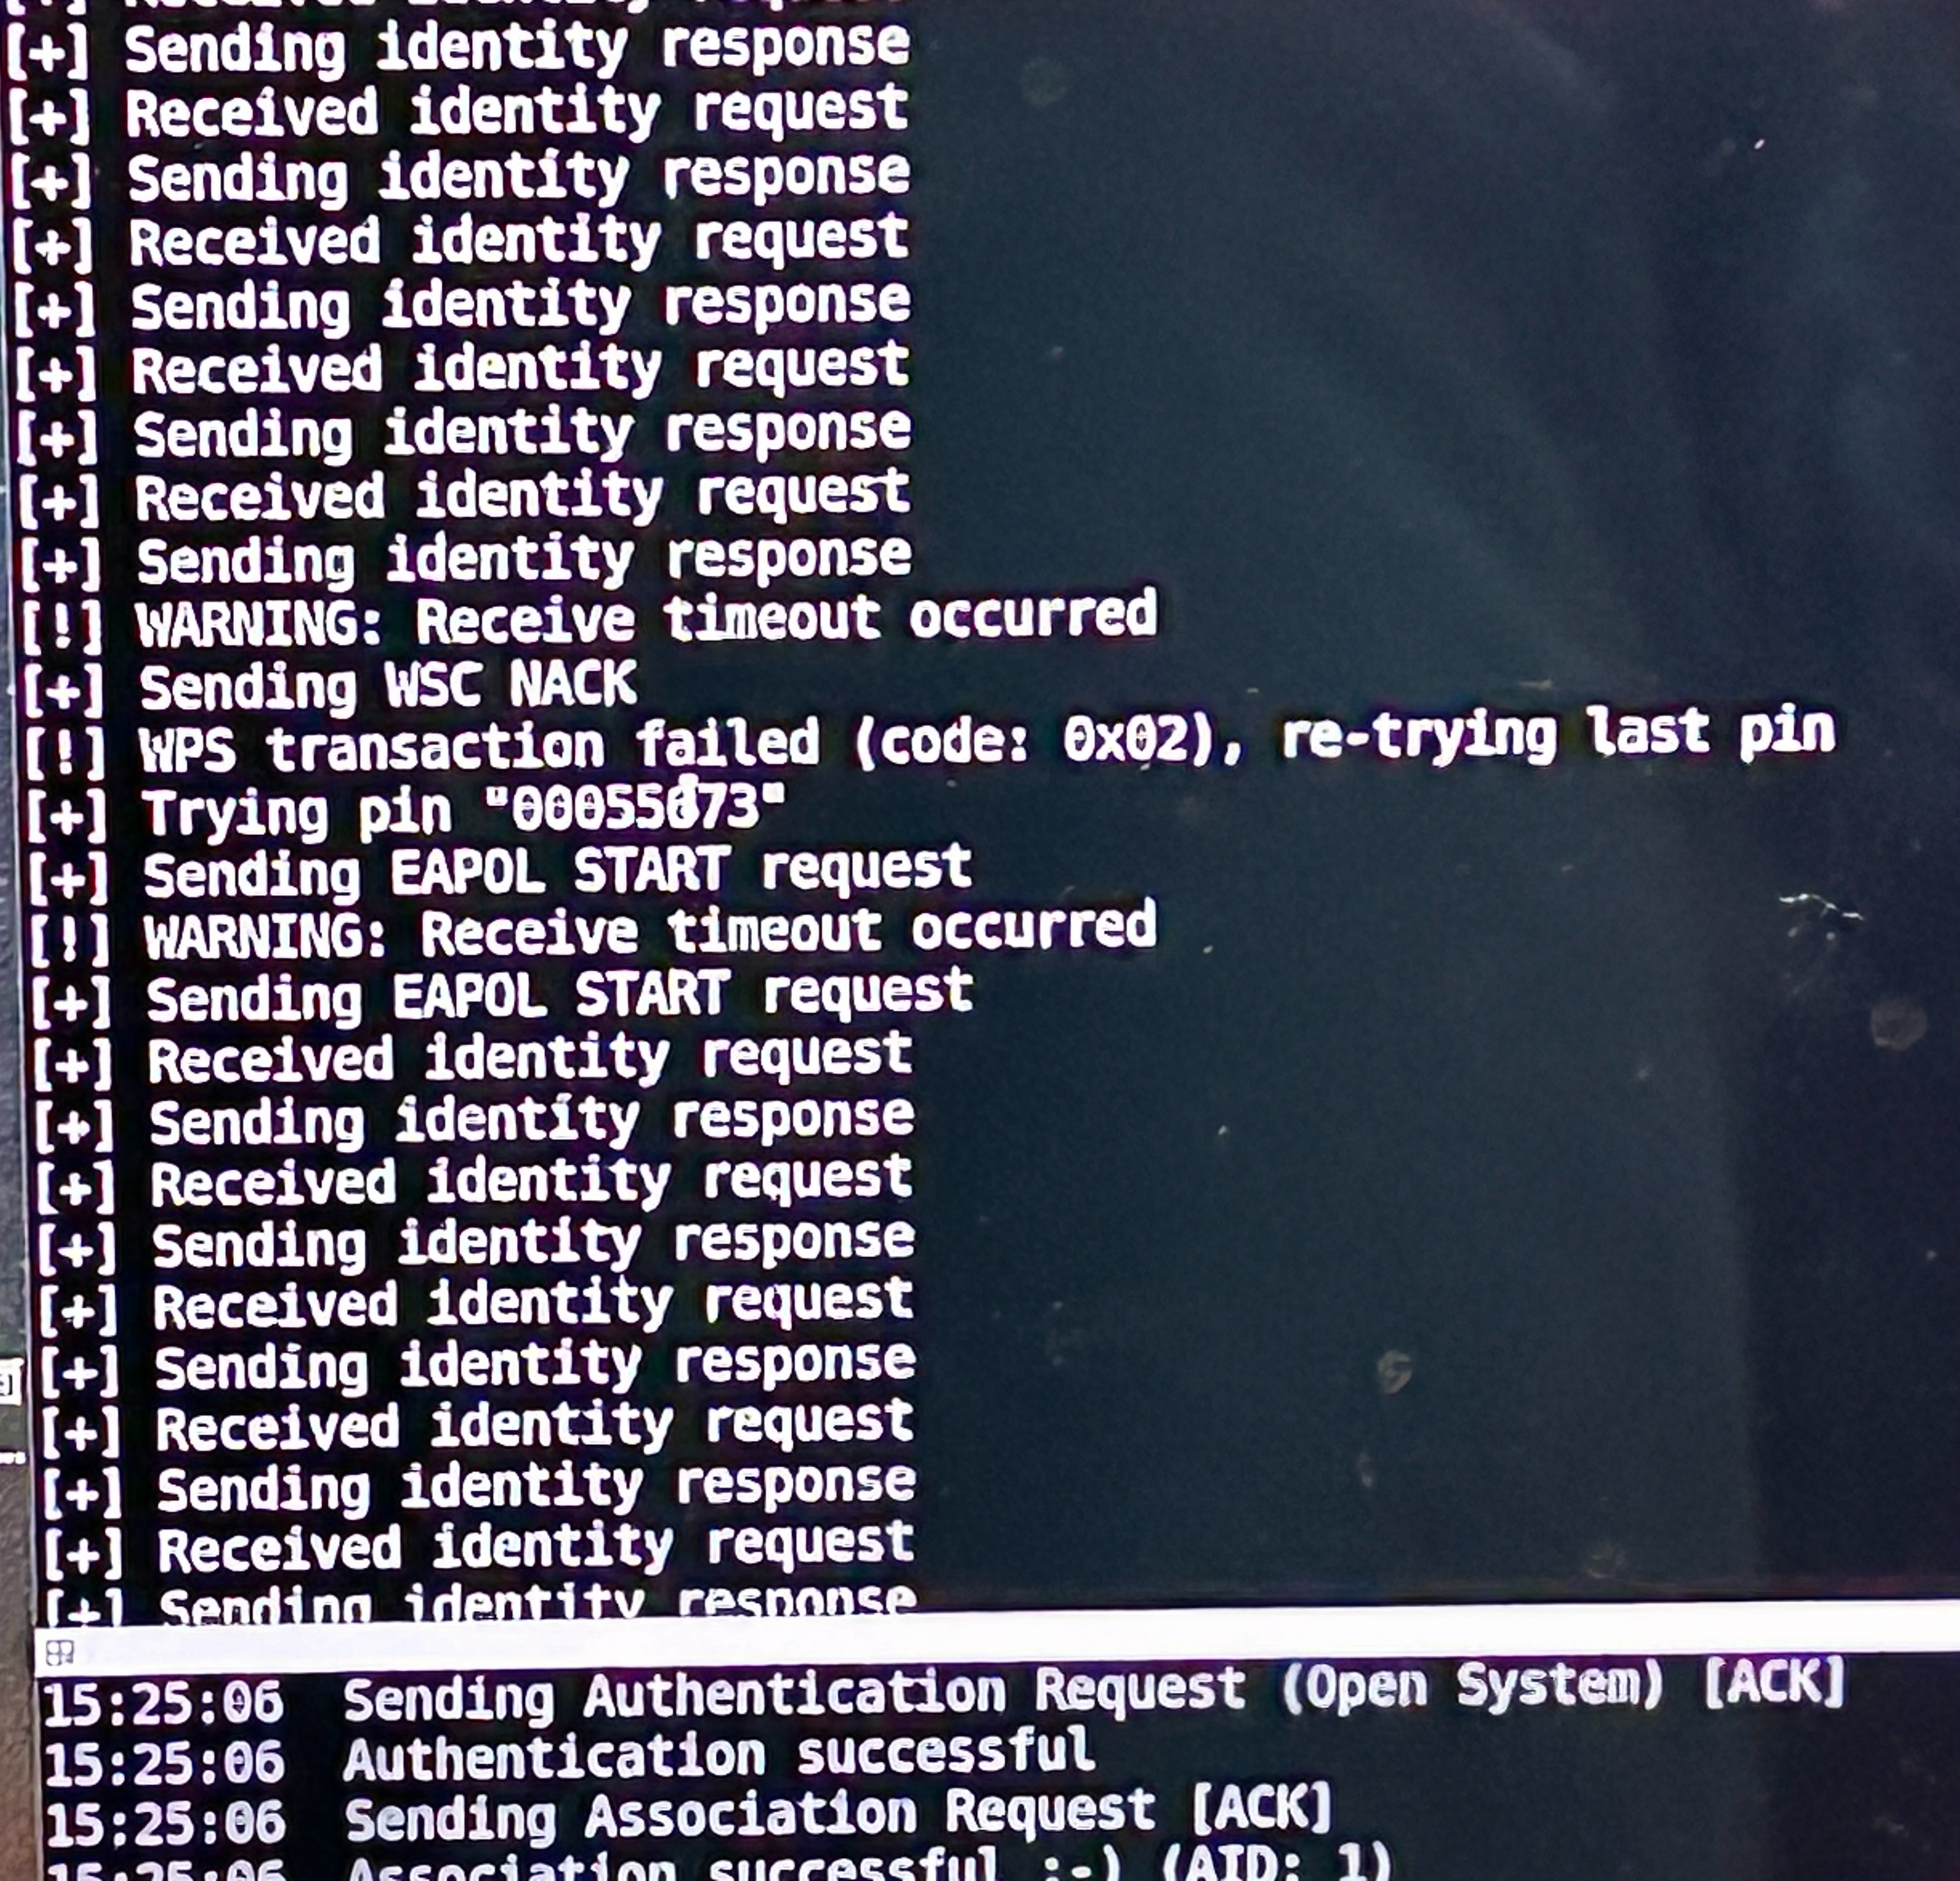 [+] Sending identity response
[+] Received identity request
[+] Sending identity response
[+] Received identity request
[+] Sending identity response
[+] Received identity request
[+] Sending identity response
[+] Received identity request
[+] Sending identity response
[!] WARNING: Receive timeout occurred
[+] Sending WSC NACK
[!] WPS transaction failed (code: 0x02), re-trying last pin
[+] Trying pin
[+] Sending EAPOL START request
[!] WARNING: Receive timeout occurred
[+] Sending EAPOL START request
[+] Received identity request
[+] Sending identity response
[+] Received identity request
[+] Sending identity response
[+] Received identity request
[+] Sending identity response
[+] Received identity request
[+] Sending identity response
[+] Received identity request
[+] Sending identity response
15:25:06 Sending Authentication Request (Open System) [ACK]
15:25:06 Authentication successful
15:25:06 Sending Association Request [ACK]
15:25:06 Association successful :-) (AID: 1)